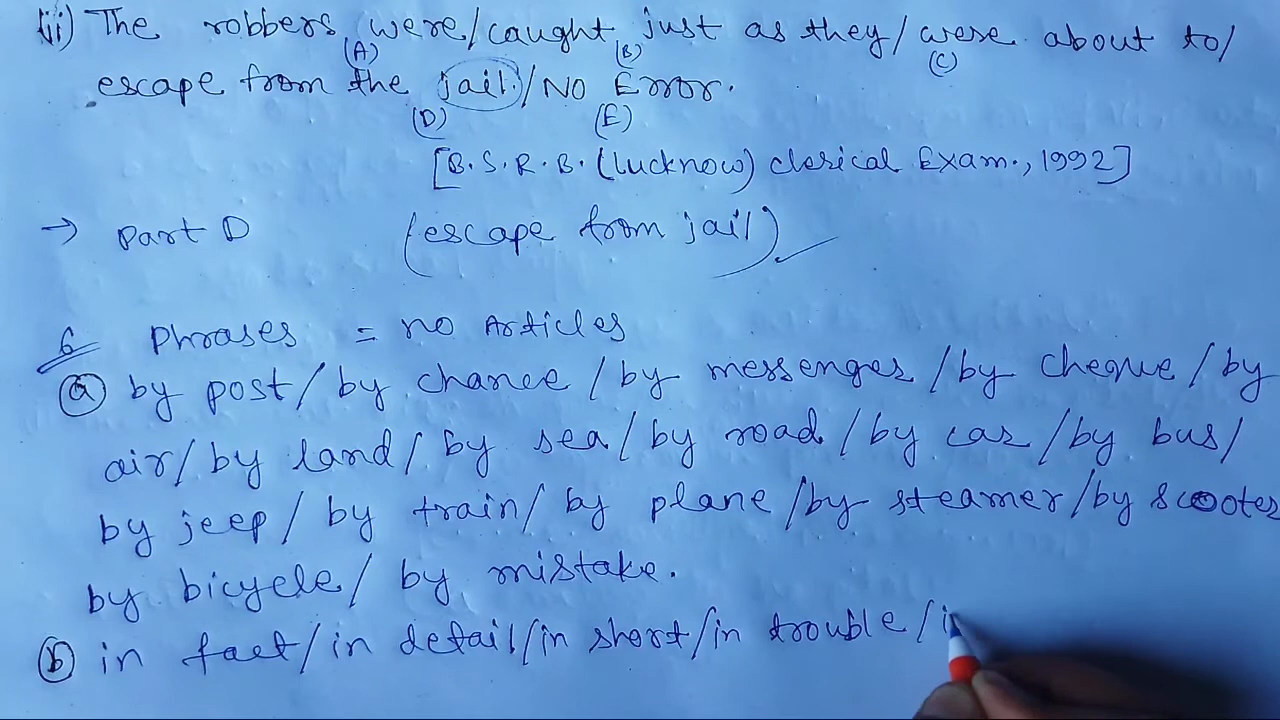 (ii) The robbers were/caught just as they/were about to/
(A) (B) (C)
escape from the jail./No Error.
(D) (E)
[B.S.R.B. (Lucknow) clerical Exam., 1992]
→ Part D (escape from jail) ✓
6 Phrases = no Articles
(a) by post/by chance/by messenger/by cheque/by
air/by land/by sea/by road/by car/by bus/
by jeep/by train/by plane/by steamer/by scooter
by bicycle/by mistake.
(b) in fact/in detail/in short/in trouble/i